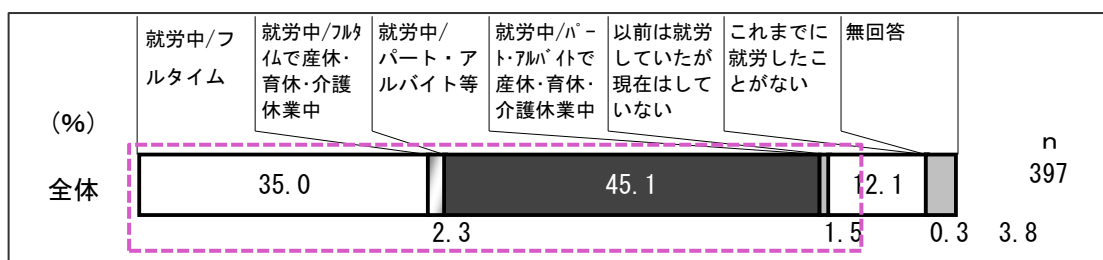 就労中/フ
ルタイム
就労中/フルタ
イムで産休・
育休・介護
休業中
就労中/
パート・ア
ルバイト等
就労中/パー
ト・アルバイトで
産休・育休・
介護休業中
以前は就労
していたが
現在はして
いない
これまでに
就労したこ
とがない
無回答
(%)
n
全体
35.0
45.1
12.1
397
2.3
1.5
0.3
3.8